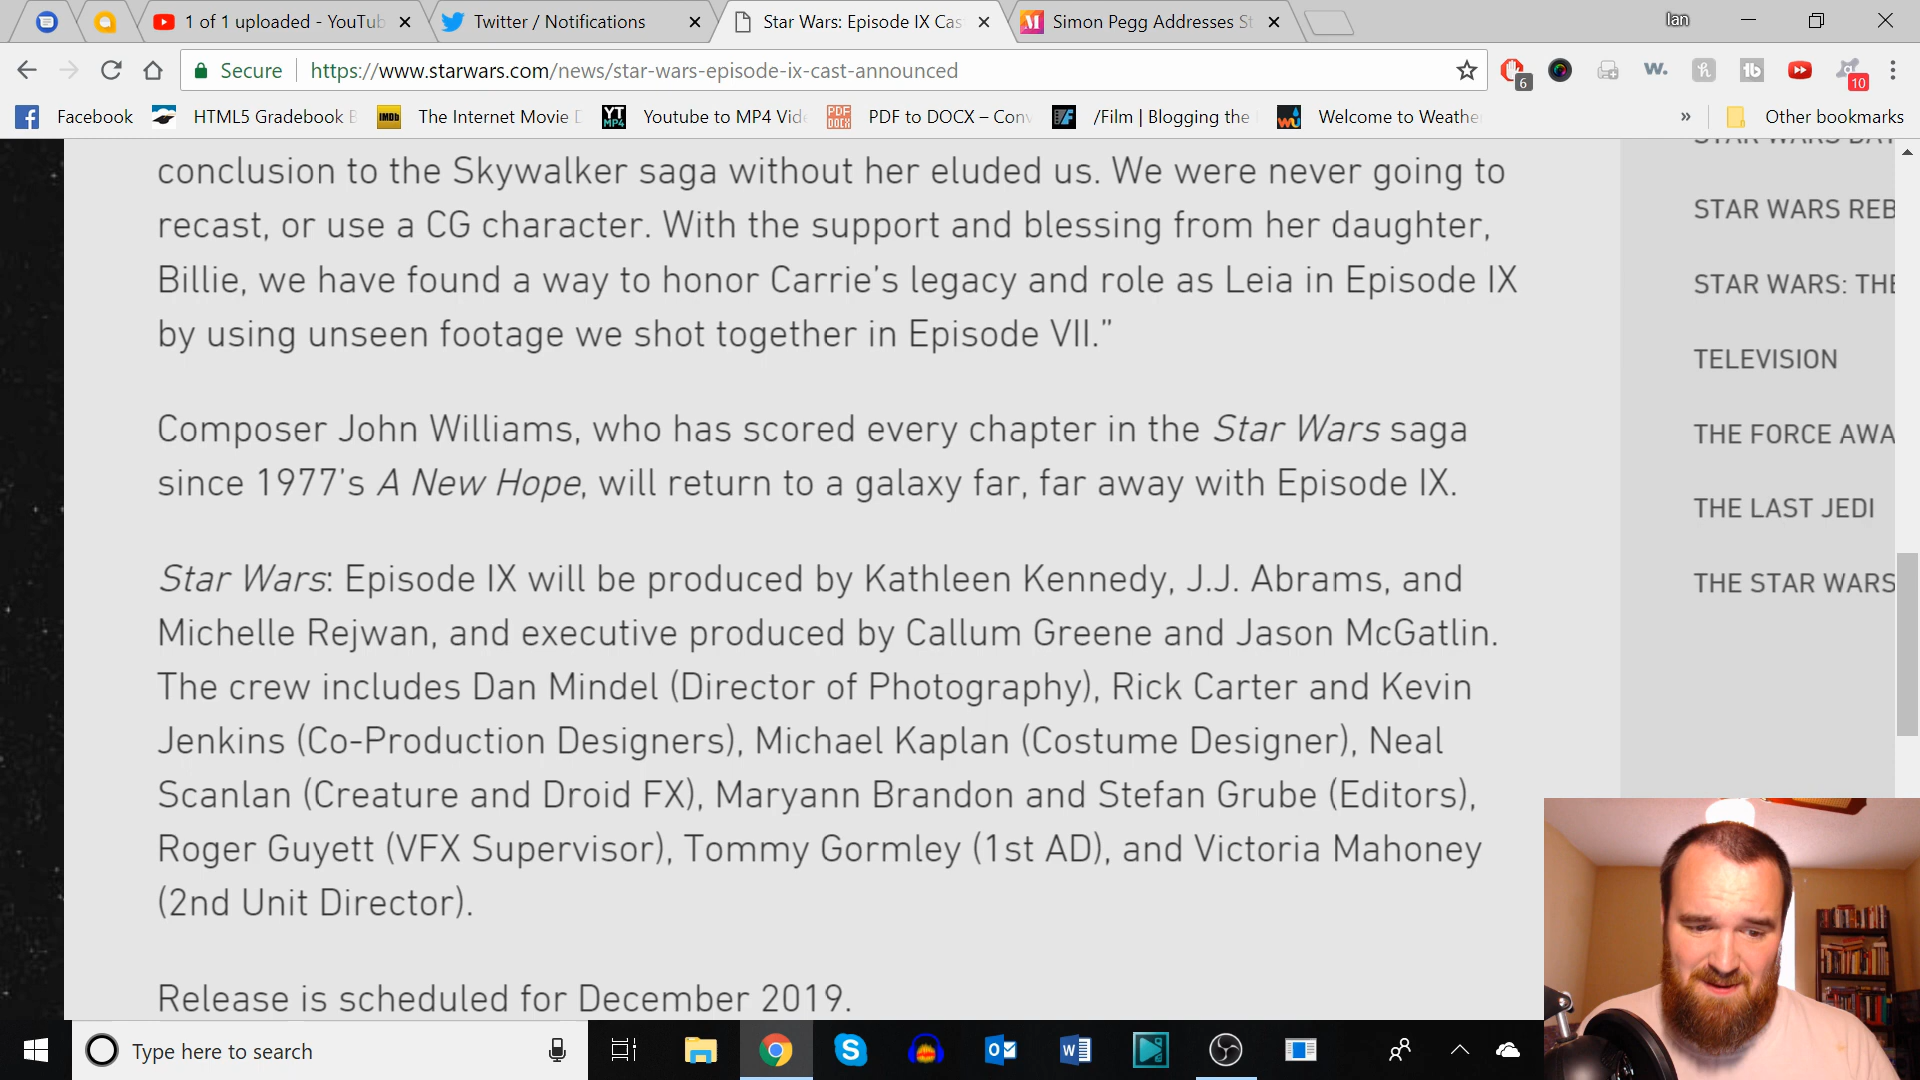 1 of 1 uploaded - YouTub
Twitter / Notifications
Star Wars: Episode IX Cas
Simon Pegg Addresses St
Ian
Secure
https://www.starwars.com/news/star-wars-episode-ix-cast-announced
6
10
Facebook
HTML5 Gradebook B
The Internet Movie D
Youtube to MP4 Vide
PDF to DOCX – Conv
/Film | Blogging the
Welcome to Weathe
Other bookmarks
conclusion to the Skywalker saga without her eluded us. We were never going to
recast, or use a CG character. With the support and blessing from her daughter,
Billie, we have found a way to honor Carrie's legacy and role as Leia in Episode IX
by using unseen footage we shot together in Episode VII.”
Composer John Williams, who has scored every chapter in the Star Wars saga
since 1977's A New Hope, will return to a galaxy far, far away with Episode IX.
Star Wars: Episode IX will be produced by Kathleen Kennedy, J.J. Abrams, and
Michelle Rejwan, and executive produced by Callum Greene and Jason McGatlin.
The crew includes Dan Mindel (Director of Photography), Rick Carter and Kevin
Jenkins (Co-Production Designers), Michael Kaplan (Costume Designer), Neal
Scanlan (Creature and Droid FX), Maryann Brandon and Stefan Grube (Editors),
Roger Guyett (VFX Supervisor), Tommy Gormley (1st AD), and Victoria Mahoney
(2nd Unit Director).
Release is scheduled for December 2019.
STAR WARS REB
STAR WARS: THE
TELEVISION
THE FORCE AWA
THE LAST JEDI
THE STAR WARS
Type here to search